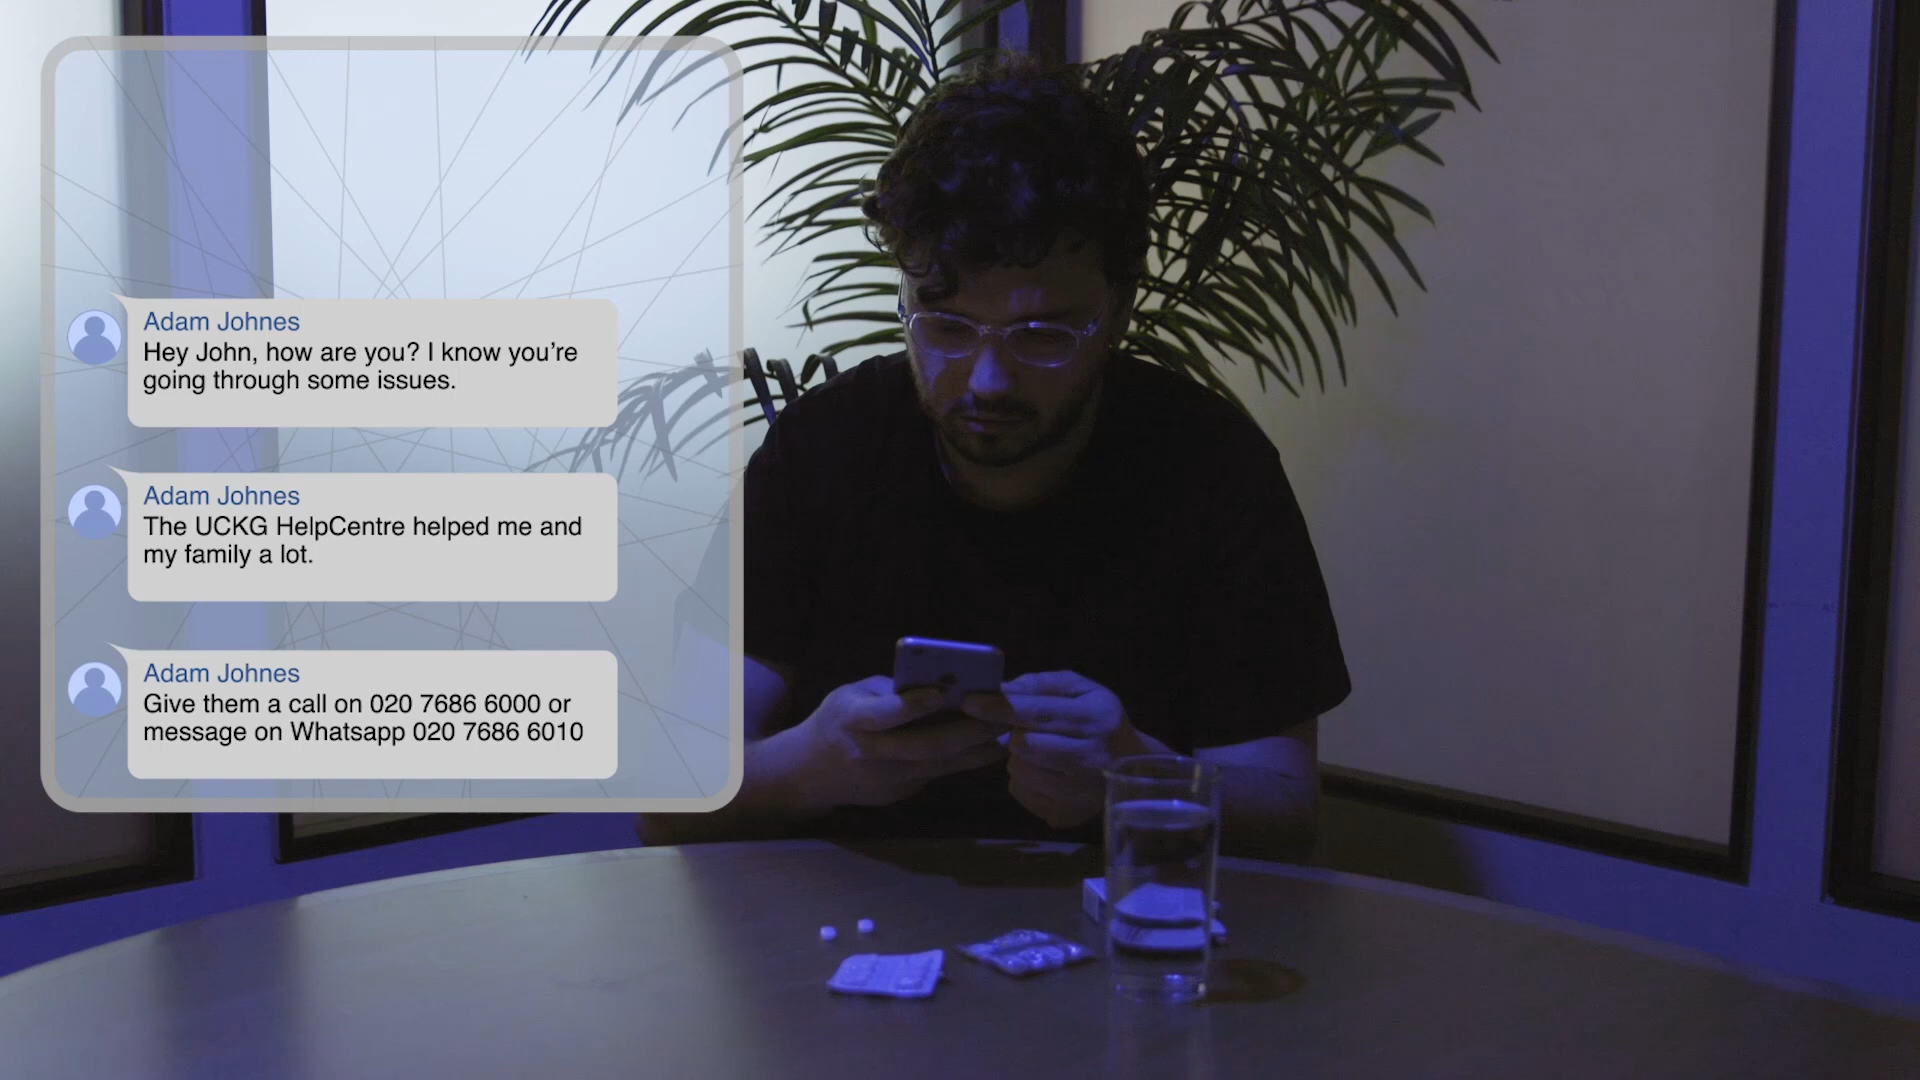 Adam Johnes
Hey John, how are you? I know you’re
going through some issues.
Adam Johnes
The UCKG HelpCentre helped me and
my family a lot.
Adam Johnes
Give them a call on 020 7686 6000 or
message on Whatsapp 020 7686 6010